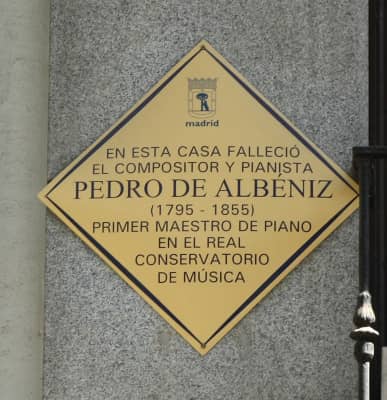 madrid
EN ESTA CASA FALLECIÓ
EL COMPOSITOR Y PIANISTA
PEDRO DE ALBÉNIZ
(1795 - 1855)
PRIMER MAESTRO DE PIANO
EN EL REAL
CONSERVATORIO
DE MÚSICA